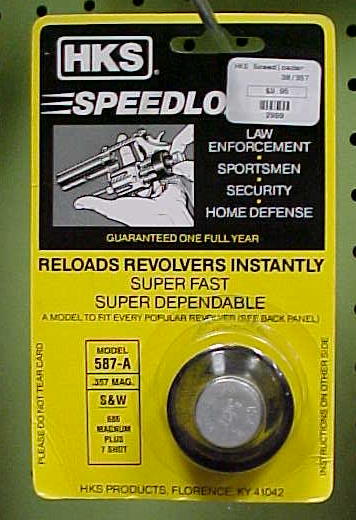 HKS
SPEEDLO
HKS Speedloader
38/357
$9.95
2989
LAW
ENFORCEMENT
SPORTSMEN
SECURITY
HOME DEFENSE
GUARANTEED ONE FULL YEAR
RELOADS REVOLVERS INSTANTLY
SUPER FAST
SUPER DEPENDABLE
A MODEL TO FIT EVERY POPULAR REVOLVER (SEE BACK PANEL)
PLEASE DO NOT TEAR CARD
MODEL
587-A
.357 MAG.
S&W
686
MAGNUM
PLUS
7 SHOT
INSTRUCTIONS ON OTHER SIDE
HKS PRODUCTS, FLORENCE, KY 41042